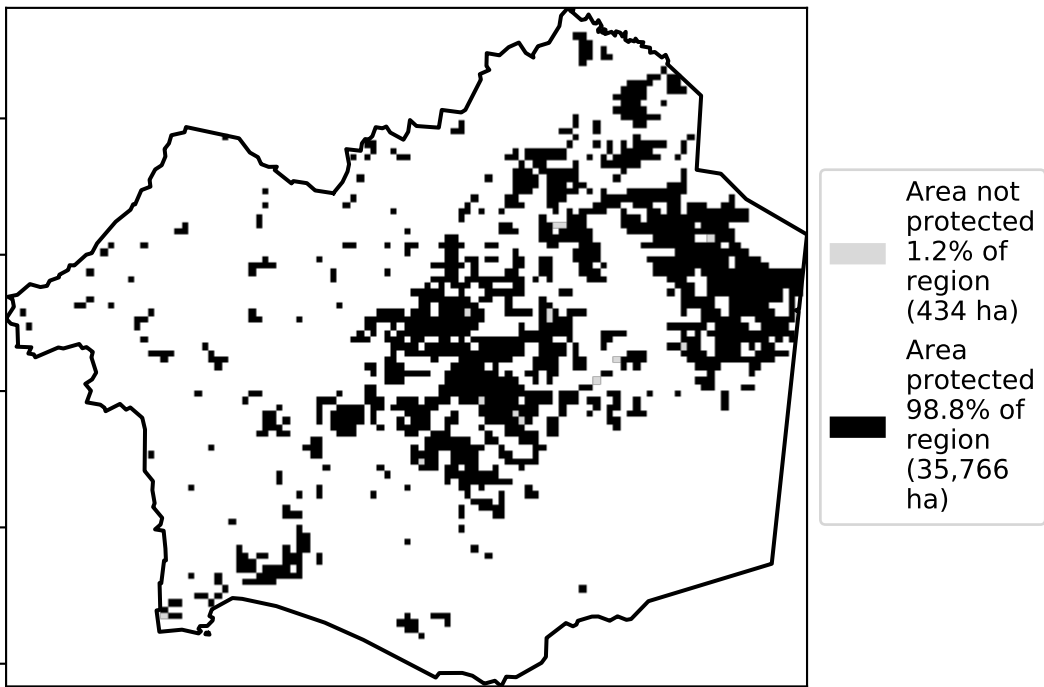 Area not
protected
1.2% of
region
(434 ha)
Area
protected
98.8% of
region
(35,766
ha)